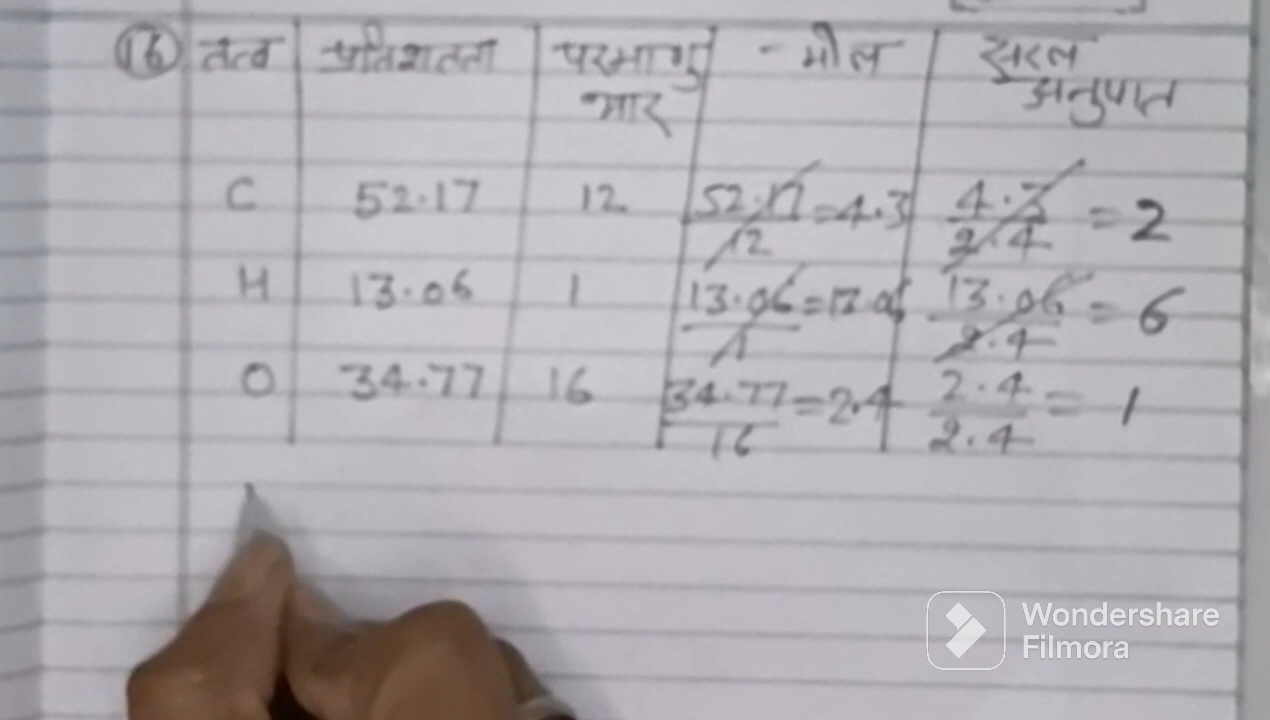 (16) तत्व प्रतिशतता परमाणु भार - मोल सरल अनुपात
C 52.17 12 52.17/12 = 4.3 4.3/2.4 = 2
H 13.06 1 13.06/1 = 13.06 13.06/2.4 = 6
O 34.77 16 34.77/16 = 2.4 2.4/2.4 = 1
Wondershare
Filmora